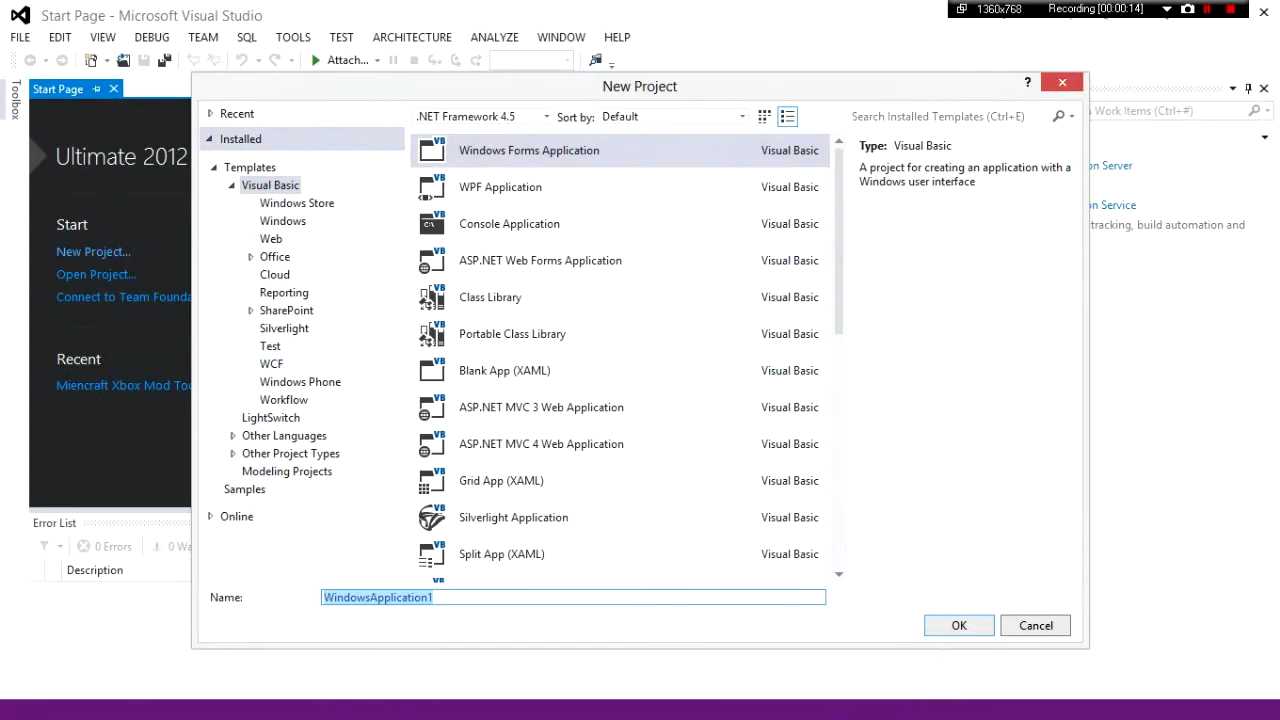 Start Page - Microsoft Visual Studio
1360x768 Recording [00:00:14]
FILE EDIT VIEW DEBUG TEAM SQL TOOLS TEST ARCHITECTURE ANALYZE WINDOW HELP
Attach...
Toolbox
Start Page
New Project
?
Work Items (Ctrl+#)
Ultimate 2012
Start
New Project...
Open Project...
Connect to Team Founda
Recent
Miencraft Xbox Mod Too
Recent
Installed
Templates
Visual Basic
Windows Store
Windows
Web
Office
Cloud
Reporting
SharePoint
Silverlight
Test
WCF
Windows Phone
Workflow
LightSwitch
Other Languages
Other Project Types
Modeling Projects
Samples
Online
.NET Framework 4.5 Sort by: Default
Windows Forms Application Visual Basic
WPF Application Visual Basic
Console Application Visual Basic
ASP.NET Web Forms Application Visual Basic
Class Library Visual Basic
Portable Class Library Visual Basic
Blank App (XAML) Visual Basic
ASP.NET MVC 3 Web Application Visual Basic
ASP.NET MVC 4 Web Application Visual Basic
Grid App (XAML) Visual Basic
Silverlight Application Visual Basic
Split App (XAML) Visual Basic
Search Installed Templates (Ctrl+E)
Type: Visual Basic
A project for creating an application with a
Windows user interface
on Server
on Service
tracking, build automation and
Name: WindowsApplication1
OK Cancel
Error List
0 Errors 0 Wa
Description